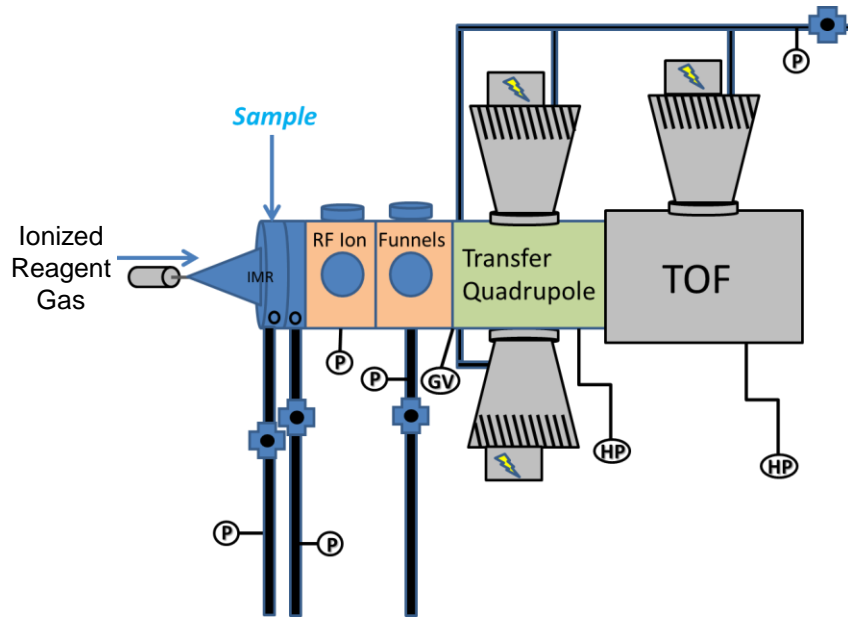 P
Sample
Ionized
Reagent
Gas
IMR
RF Ion
Funnels
Transfer
Quadrupole
TOF
O
O
P
P
GV
HP
HP
P
P